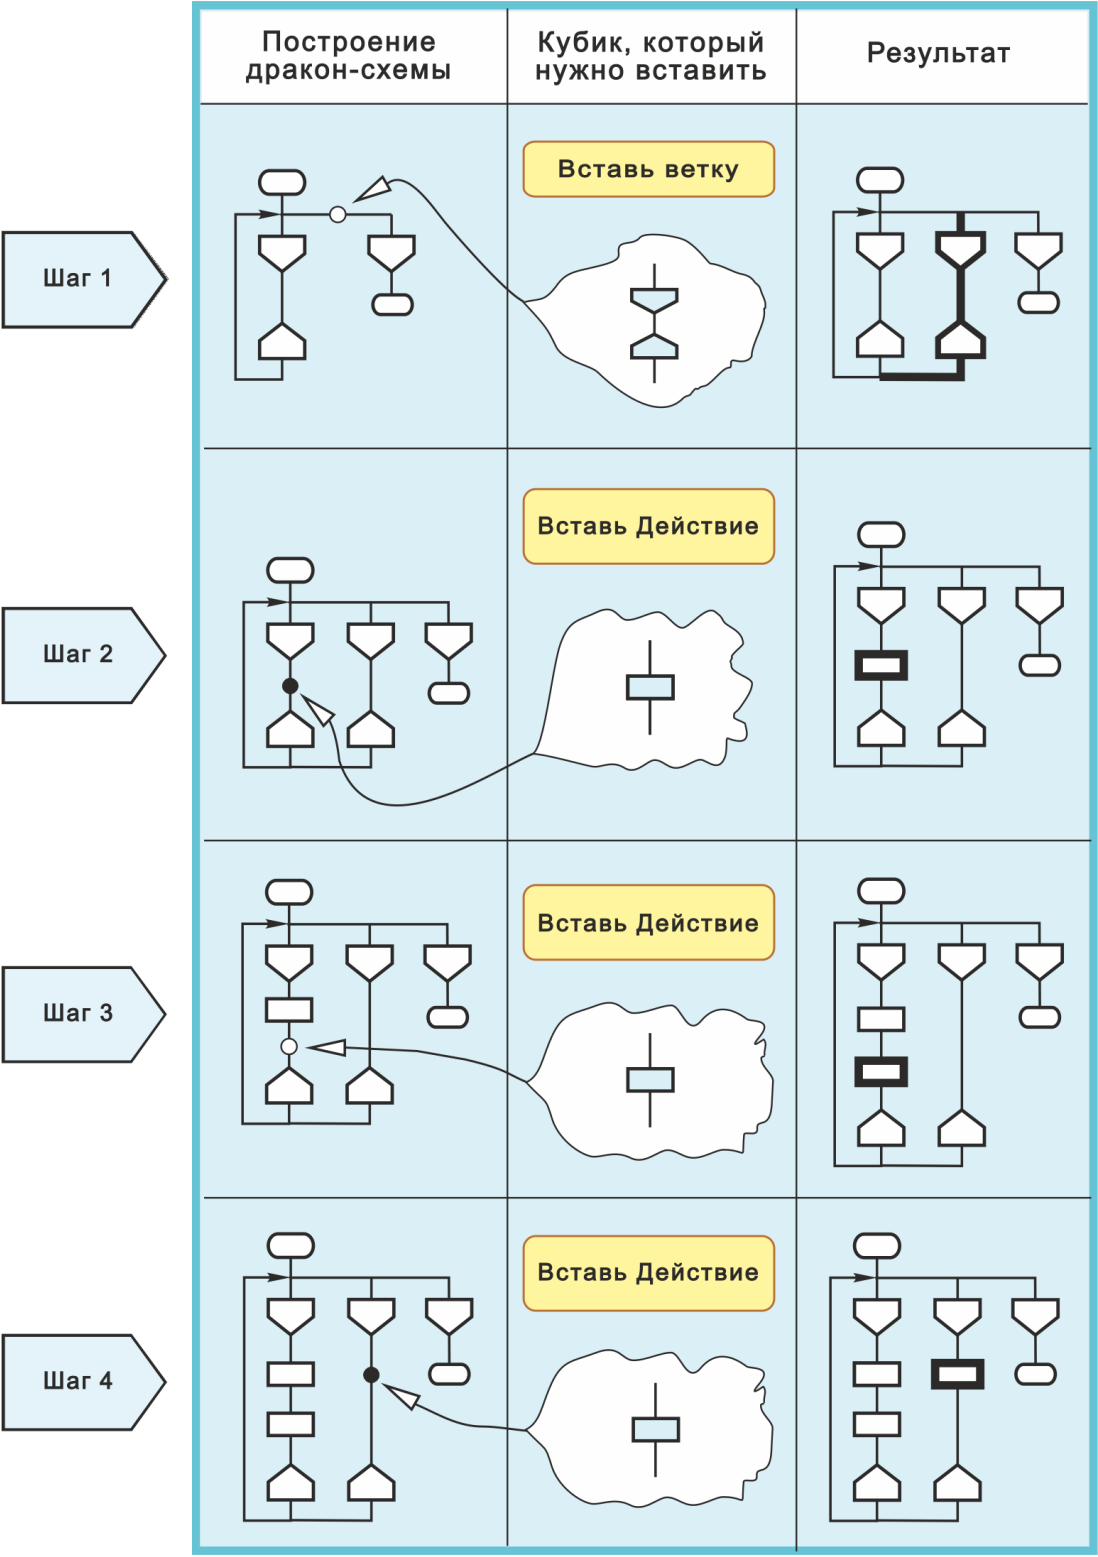 Построение
дракон-схемы
Кубик, который
нужно вставить
Результат
Шаг 1
Вставь ветку
Шаг 2
Вставь Действие
Шаг 3
Вставь Действие
Шаг 4
Вставь Действие